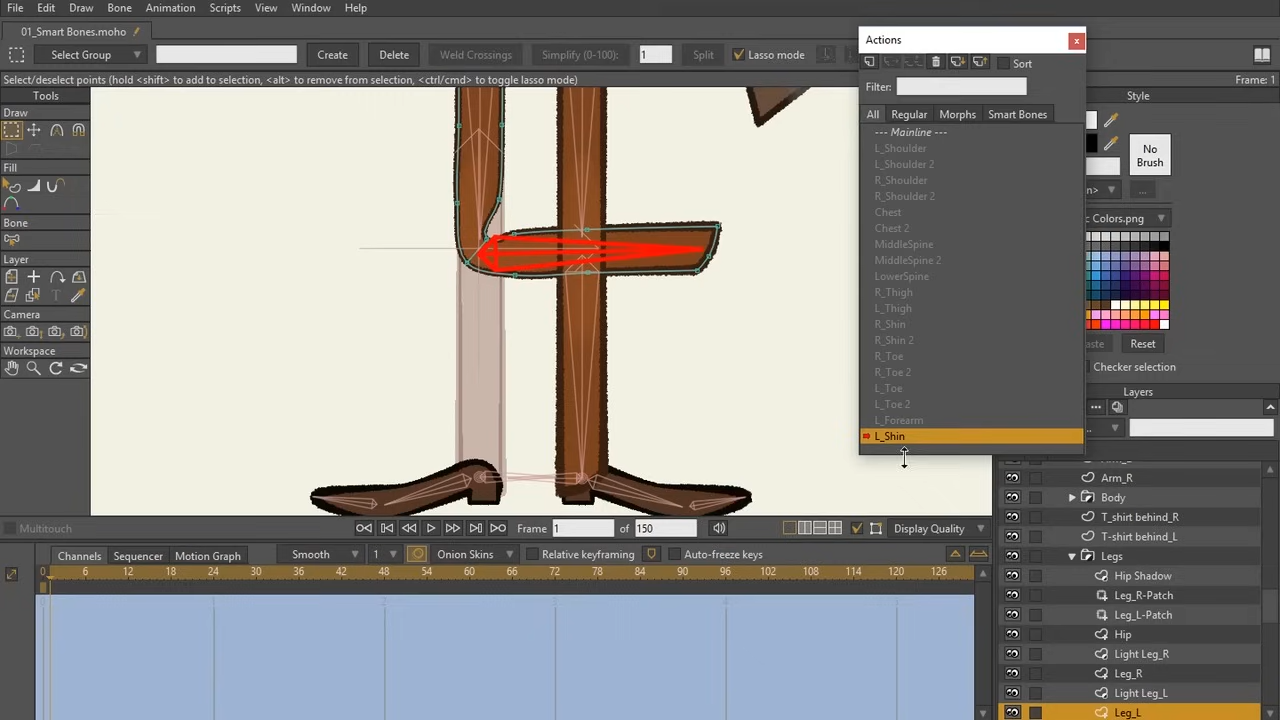 File Edit Draw Bone Animation Scripts View Window Help
01_Smart Bones.moho
Actions
x
Select Group Create Delete Weld Crossings Simplify (0-100): 1 Split Lasso mode
Sort
Select/deselect points (hold <shift> to add to selection, <alt> to remove from selection, <ctrl/cmd> to toggle lasso mode)
Frame: 1
Filter:
Tools
Style
Draw
All Regular Morphs Smart Bones
--- Mainline ---
L_Shoulder
No
Brush
L_Shoulder 2
Fill
R_Shoulder
R_Shoulder 2
Chest
c Colors.png
Bone
Chest 2
MiddleSpine
Layer
MiddleSpine 2
LowerSpine
R_Thigh
L_Thigh
Camera
R_Shin
R_Shin 2
aste Reset
Workspace
R_Toe
Checker selection
R_Toe 2
L_Toe
Layers
L_Toe 2
L_Forearm
L_Shin
Arm_R
Body
T_shirt behind_R
Multitouch Frame 1 of 150 Display Quality
T-shirt behind_L
Channels Sequencer Motion Graph Smooth 1 Onion Skins Relative keyframing Auto-freeze keys
Legs
0 6 12 18 24 30 36 42 48 54 60 66 72 78 84 90 96 102 108 114 120 126
Hip Shadow
Leg_R-Patch
Leg_L-Patch
Hip
Light Leg_R
Leg_R
Light Leg_L
Leg_L